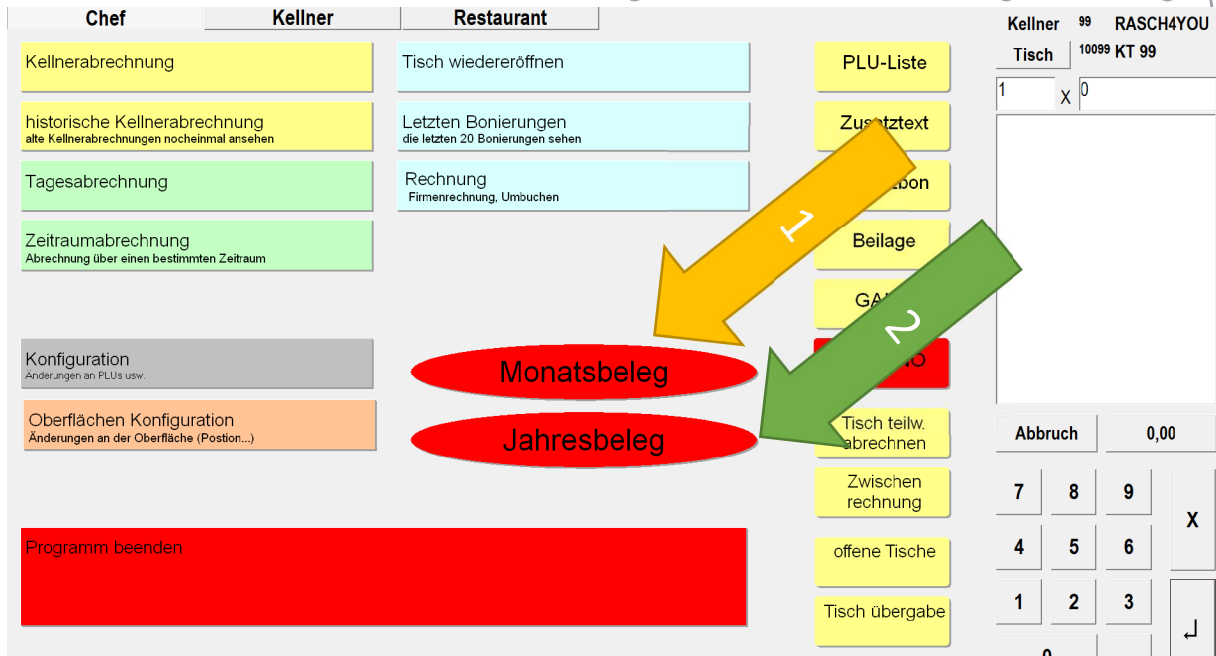 Chef
Kellner
Restaurant
Kellnerabrechnung
historische Kellnerabrechnung
alte Kellnerabrechnungen nocheinmal ansehen
Tagesabrechnung
Zeitraumabrechnung
Abrechnung über einen bestimmten Zeitraum
Konfiguration
Änderungen an PLUs usw.
Oberflächen Konfiguration
Änderungen an der Oberfläche (Postion...)
Programm beenden
Tisch wiedereröffnen
Letzten Bonierungen
die letzten 20 Bonierungen sehen
Rechnung
Firmenrechnung, Umbuchen
Monatsbeleg
Jahresbeleg
1
2
PLU-Liste
Beilage
Tisch teilw.
abrechnen
Zwischen
rechnung
offene Tische
Tisch übergabe
Kellner 99 RASCH4YOU
Tisch 10099 KT 99
1 X 0
Abbruch 0,00
7 8 9
X
4 5 6
1 2 3
↵
0